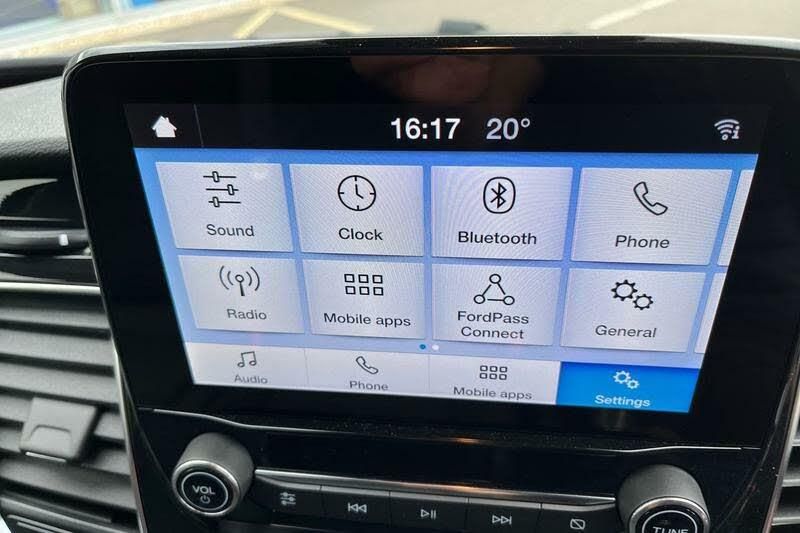 16:17 20°
Sound Clock Bluetooth Phone
Radio Mobile apps FordPass
Connect General
Audio Phone Mobile apps Settings
VOL
TUNE